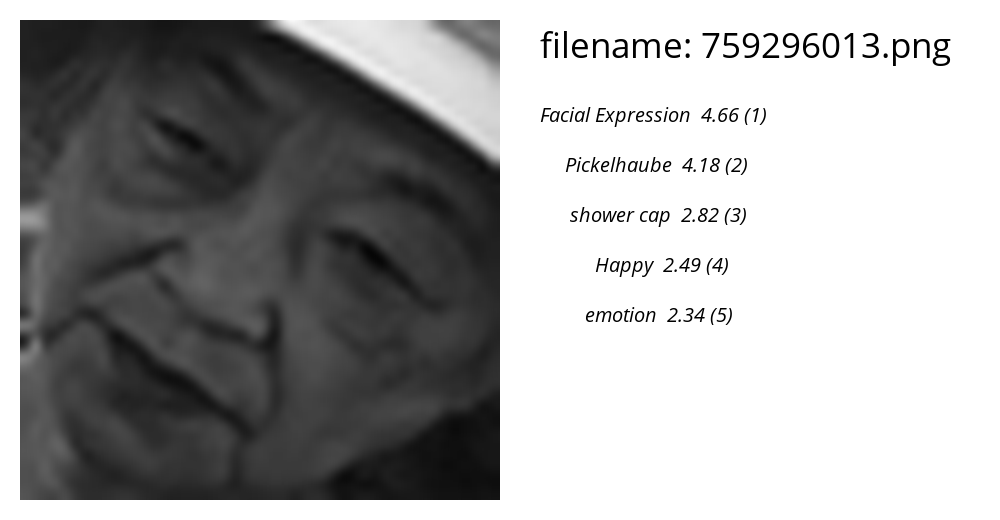 filename: 759296013.png
Facial Expression  4.66 (1)
Pickelhaube  4.18 (2)
shower cap  2.82 (3)
Happy  2.49 (4)
emotion  2.34 (5)